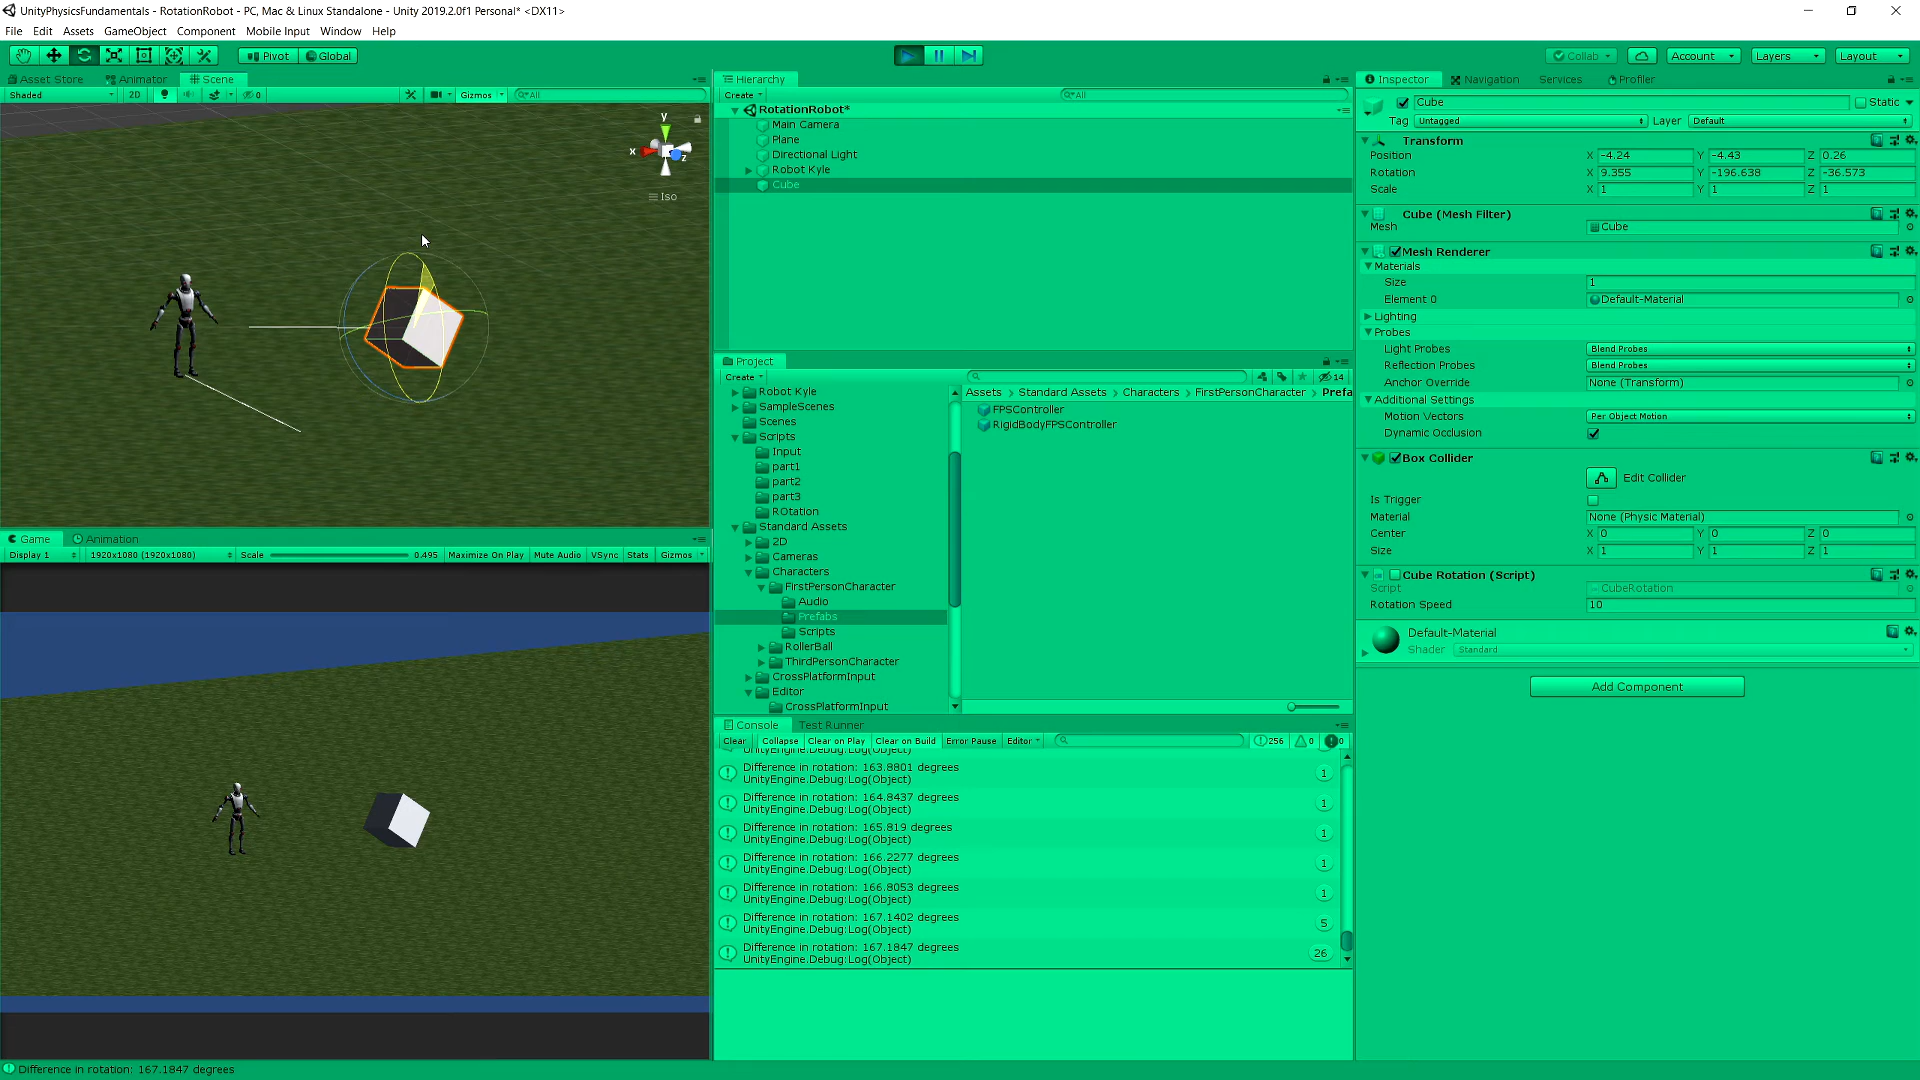 UnityPhysicsFundamentals - RotationRobot - PC, Mac & Linux Standalone - Unity 2019.2.0f1 Personal* <DX11>
File Edit Assets GameObject Component Mobile Input Window Help
Pivot Global Collab Account Layers Layout
Asset Store Animator Scene
Shaded 2D 0 Gizmos All
y
x
z
Iso
Game Animation
Display 1 1920x1080 (1920x1080) Scale 0.495 Maximize On Play Mute Audio VSync Stats Gizmos
Hierarchy
Create All
RotationRobot*
Main Camera
Plane
Directional Light
Robot Kyle
Cube
Project
Create 14
Robot Kyle
SampleScenes
Scenes
Scripts
Input
part1
part2
part3
ROtation
Standard Assets
2D
Cameras
Characters
FirstPersonCharacter
Audio
Prefabs
Scripts
RollerBall
ThirdPersonCharacter
CrossPlatformInput
Editor
CrossPlatformInput
Assets > Standard Assets > Characters > FirstPersonCharacter > Prefa
FPSController
RigidBodyFPSController
Console Test Runner
Clear Collapse Clear on Play Clear on Build Error Pause Editor 256 0 0
UnityEngine.Debug:Log(Object)
Difference in rotation: 163.8801 degrees
UnityEngine.Debug:Log(Object) 1
Difference in rotation: 164.8437 degrees
UnityEngine.Debug:Log(Object) 1
Difference in rotation: 165.819 degrees
UnityEngine.Debug:Log(Object) 1
Difference in rotation: 166.2277 degrees
UnityEngine.Debug:Log(Object) 1
Difference in rotation: 166.8053 degrees
UnityEngine.Debug:Log(Object) 1
Difference in rotation: 167.1402 degrees
UnityEngine.Debug:Log(Object) 5
Difference in rotation: 167.1847 degrees
UnityEngine.Debug:Log(Object) 26
Inspector Navigation Services Profiler
Cube Static
Tag Untagged Layer Default
Transform
Position X -4.24 Y -4.43 Z 0.26
Rotation X 9.355 Y -196.638 Z -36.573
Scale X 1 Y 1 Z 1
Cube (Mesh Filter)
Mesh Cube
Mesh Renderer
Materials
Size 1
Element 0 Default-Material
Lighting
Probes
Light Probes Blend Probes
Reflection Probes Blend Probes
Anchor Override None (Transform)
Additional Settings
Motion Vectors Per Object Motion
Dynamic Occlusion
Box Collider
Edit Collider
Is Trigger
Material None (Physic Material)
Center X 0 Y 0 Z 0
Size X 1 Y 1 Z 1
Cube Rotation (Script)
Script CubeRotation
Rotation Speed 10
Default-Material
Shader Standard
Add Component
Difference in rotation: 167.1847 degrees